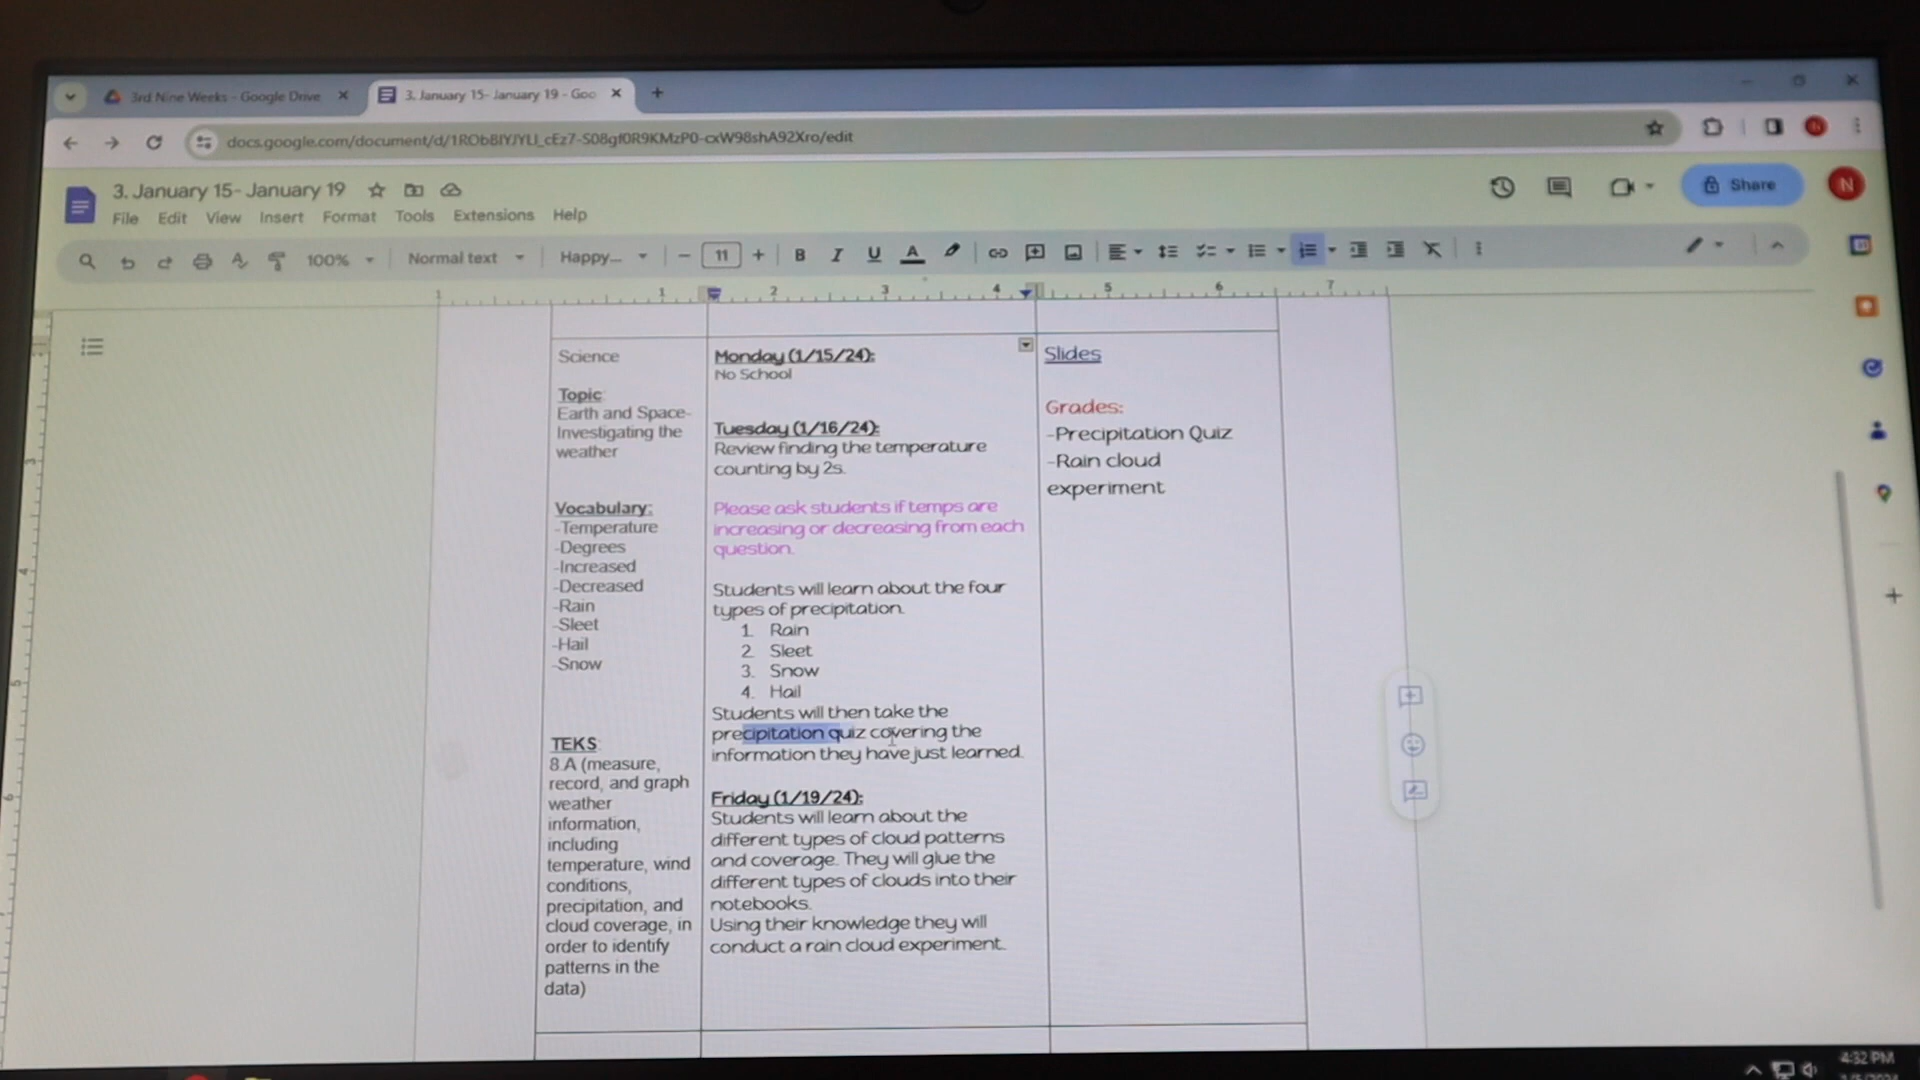 3rd Nine Weeks - Google Drive
3. January 15- January 19 - Goo
3. January 15- January 19
File Edit View Insert Format Tools Extensions Help
Share
N
100% Normal text Happy... 11
1 1 2 3 4 5 6 7
Science
Topic:
Earth and Space-
Investigating the
weather
Vocabulary:
-Temperature
-Degrees
-Increased
-Decreased
-Rain
-Sleet
-Hail
-Snow
TEKS:
8.A (measure,
record, and graph
weather
information,
including
temperature, wind
conditions,
precipitation, and
cloud coverage, in
order to identify
patterns in the
data)
Monday (1/15/24):
No School
Tuesday (1/16/24):
Review finding the temperature
counting by 2s.
Please ask students if temps are
increasing or decreasing from each
question.
Students will learn about the four
types of precipitation.
1. Rain
2. Sleet
3. Snow
4. Hail
Students will then take the
precipitation quiz covering the
information they have just learned.
Friday (1/19/24):
Students will learn about the
different types of cloud patterns
and coverage. They will glue the
different types of clouds into their
notebooks.
Using their knowledge they will
conduct a rain cloud experiment.
Slides
Grades:
-Precipitation Quiz
-Rain cloud
experiment
4:32 PM